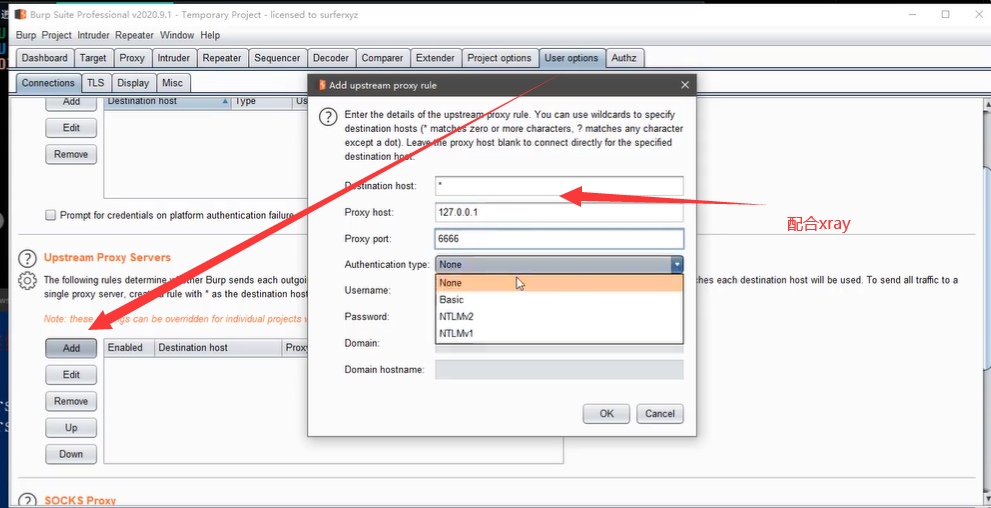 Burp Suite Professional v2020.9.1 - Temporary Project - licensed to surferxyz
Burp Project Intruder Repeater Window Help
Dashboard Target Proxy Intruder Repeater Sequencer Decoder Comparer Extender Project options User options Authz
Connections TLS Display Misc
Add Destination host Type Us
Edit
Remove
Prompt for credentials on platform authentication failure
Upstream Proxy Servers
The following rules determine whether Burp sends each outgoi
ches each destination host will be used. To send all traffic to a
single proxy server, create a rule with * as the destination host
Note: these settings can be overridden for individual projects
Add Enabled Destination host Proxy
Edit
Remove
Up
Down
SOCKS Proxy
Add upstream proxy rule
Enter the details of the upstream proxy rule. You can use wildcards to specify
destination hosts (* matches zero or more characters, ? matches any character
except a dot). Leave the proxy host blank to connect directly for the specified
destination host.
Destination host: *
Proxy host: 127.0.0.1
Proxy port: 6666
Authentication type: None
None
Basic
NTLMv2
NTLMv1
Username:
Password:
Domain:
Domain hostname:
OK Cancel
配合xray